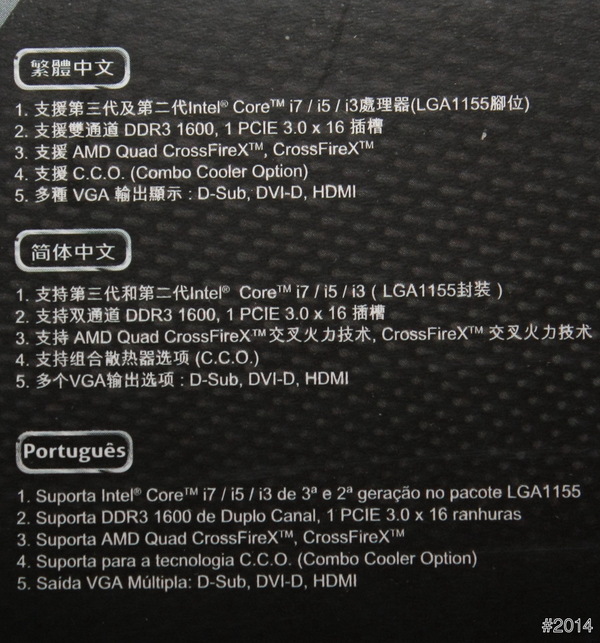 繁體中文
1. 支援第三代及第二代Intel® Core™ i7 / i5 / i3處理器(LGA1155腳位)
2. 支援雙通道 DDR3 1600, 1 PCIE 3.0 x 16 插槽
3. 支援 AMD Quad CrossFireX™, CrossFireX™
4. 支援 C.C.O. (Combo Cooler Option)
5. 多種 VGA 輸出顯示 : D-Sub, DVI-D, HDMI
简体中文
1. 支持第三代和第二代Intel® Core™ i7 / i5 / i3 ( LGA1155封装 )
2. 支持双通道 DDR3 1600, 1 PCIE 3.0 x 16 插槽
3. 支持 AMD Quad CrossFireX™交叉火力技术, CrossFireX™ 交叉火力技术
4. 支持组合散热器选项 (C.C.O.)
5. 多个VGA输出选项 : D-Sub, DVI-D, HDMI
Português
1. Suporta Intel® Core™ i7 / i5 / i3 de 3ª e 2ª geração no pacote LGA1155
2. Suporta DDR3 1600 de Duplo Canal, 1 PCIE 3.0 x 16 ranhuras
3. Suporta AMD Quad CrossFireX™, CrossFireX™
4. Suporta para a tecnologia C.C.O. (Combo Cooler Option)
5. Saída VGA Múltipla: D-Sub, DVI-D, HDMI
#2014